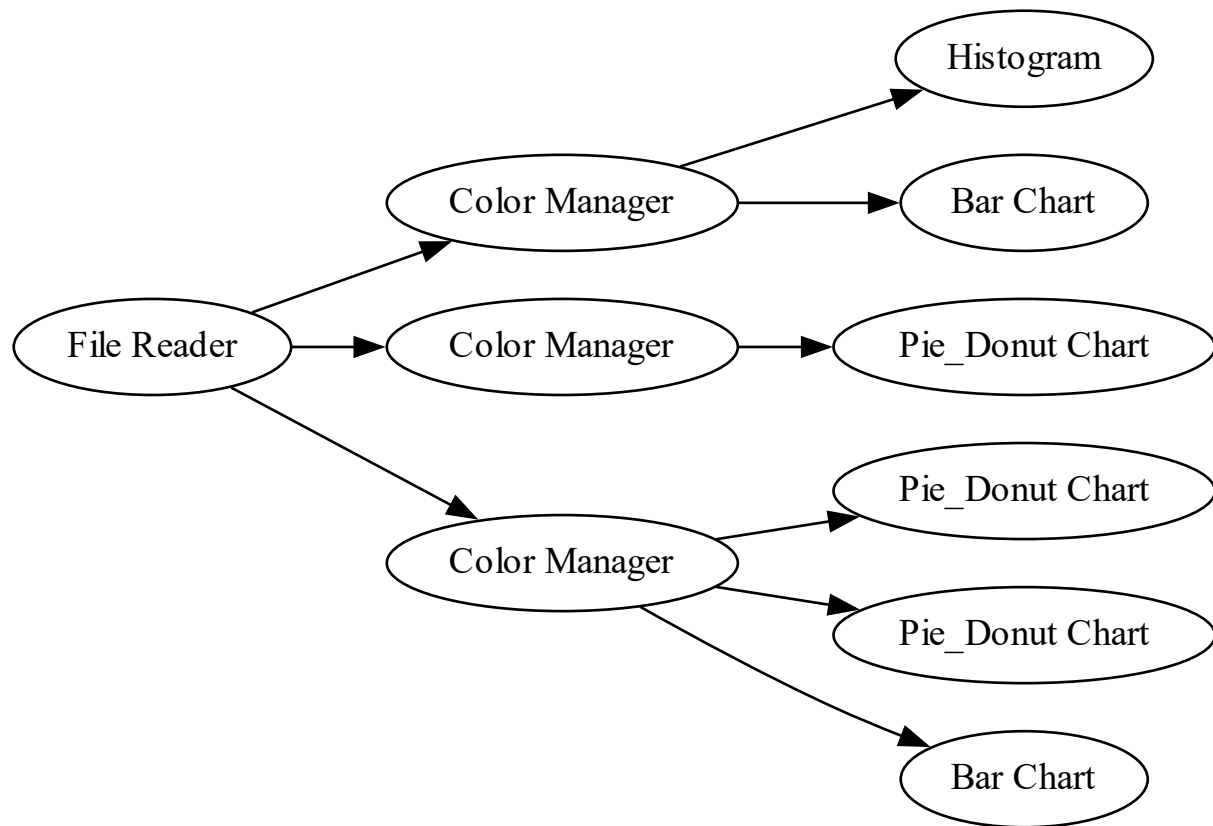 Histogram
Color Manager
Bar Chart
File Reader
Color Manager
Pie_Donut Chart
Pie_Donut Chart
Color Manager
Pie_Donut Chart
Bar Chart